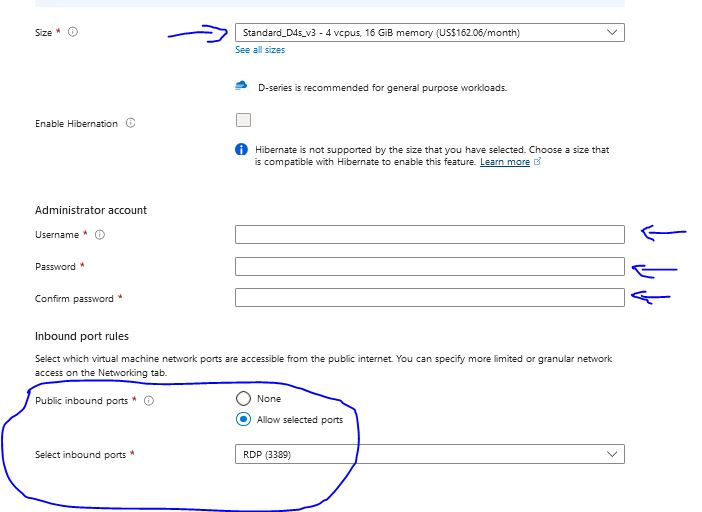 Size *
Standard_D4s_v3 - 4 vcpus, 16 GiB memory (US$162.06/month)
See all sizes
D-series is recommended for general purpose workloads.
Enable Hibernation
Hibernate is not supported by the size that you have selected. Choose a size that
is compatible with Hibernate to enable this feature. Learn more
Administrator account
Username *
Password *
Confirm password *
Inbound port rules
Select which virtual machine network ports are accessible from the public internet. You can specify more limited or granular network
access on the Networking tab.
Public inbound ports *
None
Allow selected ports
Select inbound ports *
RDP (3389)